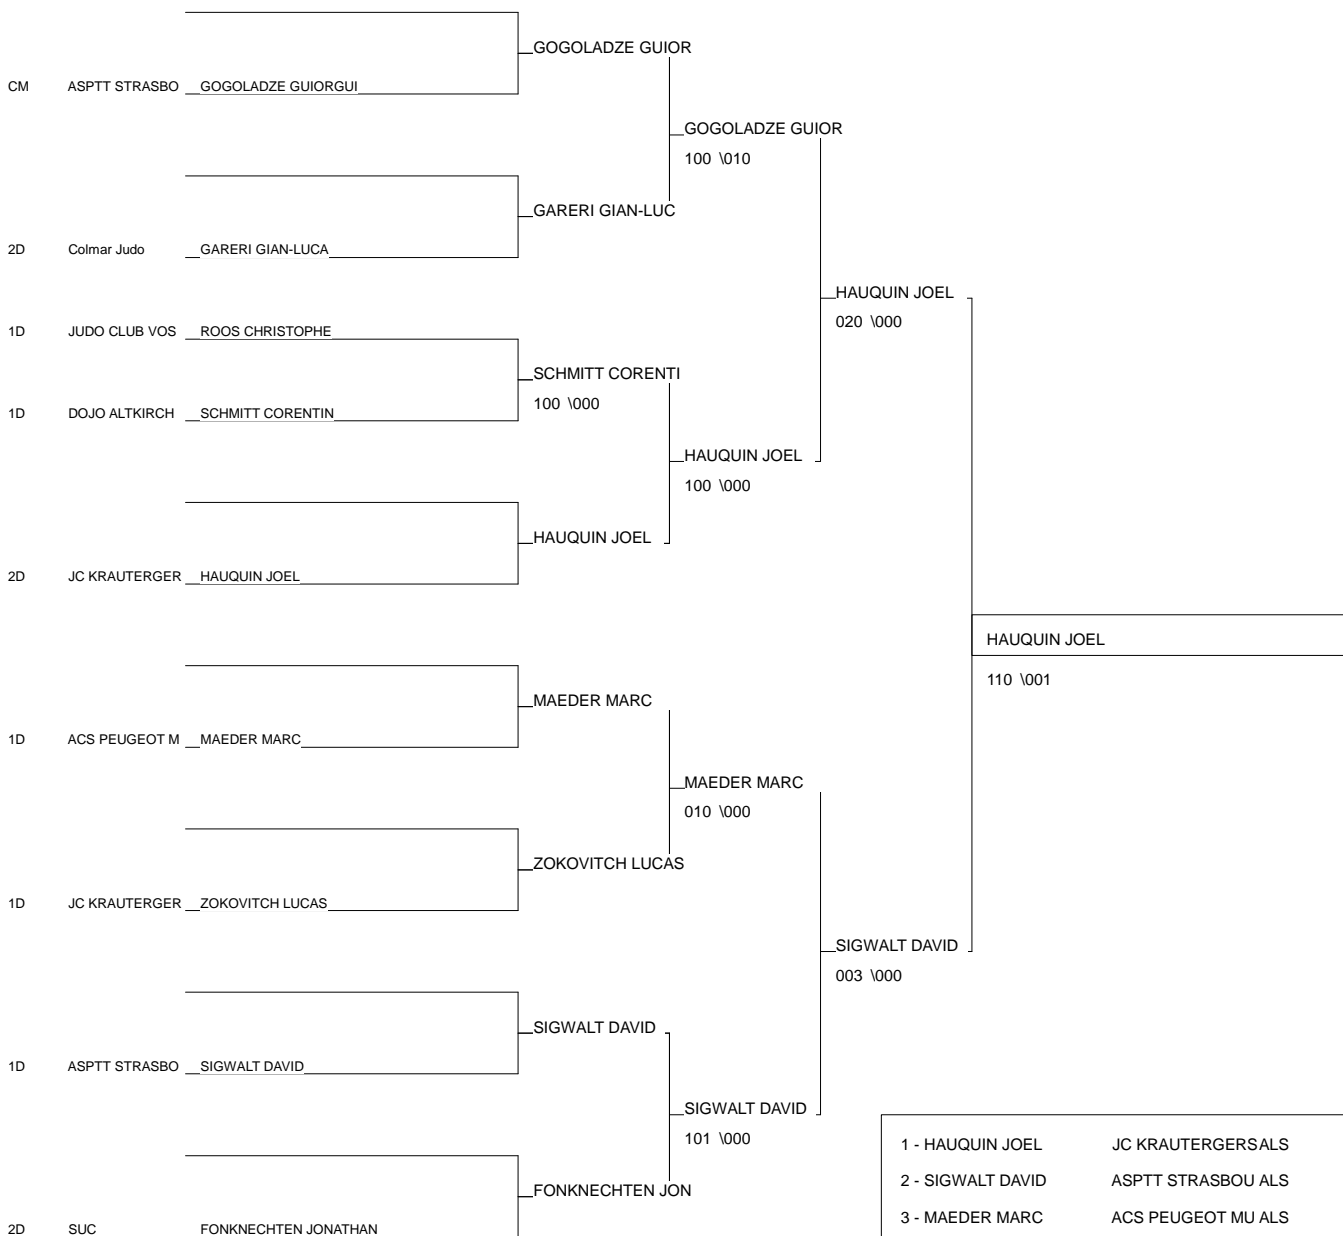 GOGOLADZE GUIOR
CM ASPTT STRASBO GOGOLADZE GUIORGUI
GOGOLADZE GUIOR
100 \010
GARERI GIAN-LUC
2D Colmar Judo GARERI GIAN-LUCA
HAUQUIN JOEL
020 \000
1D JUDO CLUB VOS ROOS CHRISTOPHE
SCHMITT CORENTI
100 \000
1D DOJO ALTKIRCH SCHMITT CORENTIN
HAUQUIN JOEL
100 \000
HAUQUIN JOEL
2D JC KRAUTERGER HAUQUIN JOEL
HAUQUIN JOEL
110 \001
MAEDER MARC
1D ACS PEUGEOT M MAEDER MARC
MAEDER MARC
010 \000
ZOKOVITCH LUCAS
1D JC KRAUTERGER ZOKOVITCH LUCAS
SIGWALT DAVID
003 \000
SIGWALT DAVID
1D ASPTT STRASBO SIGWALT DAVID
SIGWALT DAVID
101 \000
1 - HAUQUIN JOEL JC KRAUTERGERSALS
2 - SIGWALT DAVID ASPTT STRASBOU ALS
FONKNECHTEN JON
3 - MAEDER MARC ACS PEUGEOT MU ALS
2D SUC FONKNECHTEN JONATHAN